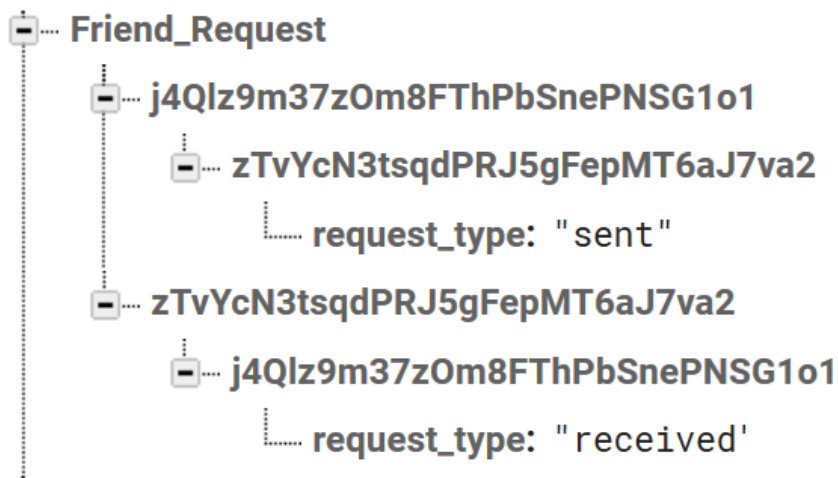 Friend_Request
j4Qlz9m37zOm8FThPbSnePNSG1o1
zTvYcN3tsqdPRJ5gFepMT6aJ7va2
request_type: "sent"
zTvYcN3tsqdPRJ5gFepMT6aJ7va2
j4Qlz9m37zOm8FThPbSnePNSG1o1
request_type: "received'